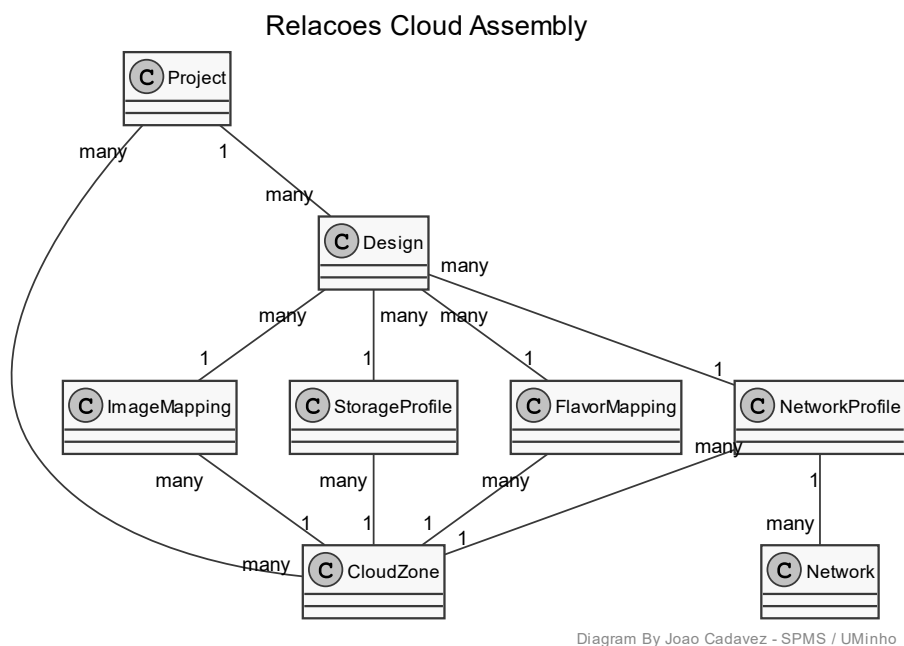 Relacoes Cloud Assembly
C Project
many
1
many
C Design
many
many
many
many
1
1
1
1
C ImageMapping
C StorageProfile
C FlavorMapping
C NetworkProfile
many
many
many
many
1
1
1
1
1
many
many
C CloudZone
C Network
Diagram By Joao Cadavez - SPMS / UMinho